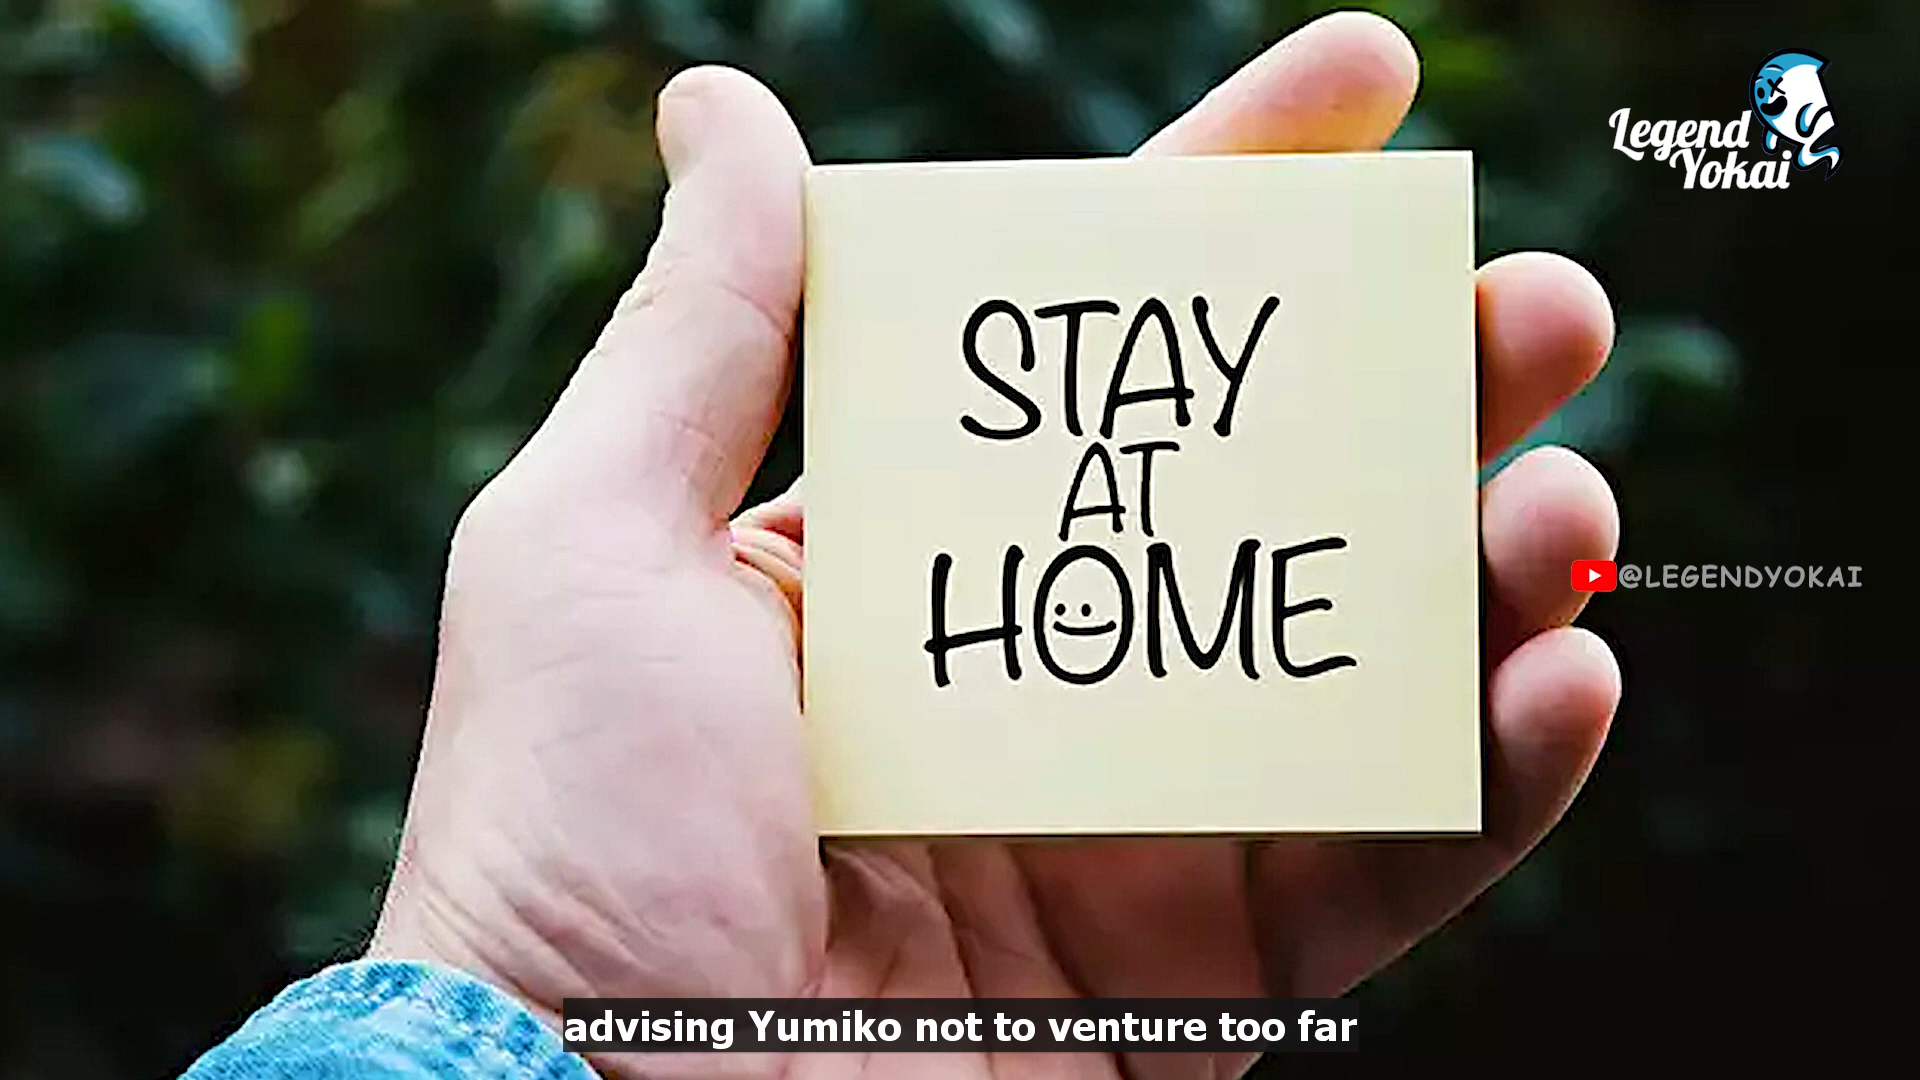 Legend
Yokai
STAY
AT
HOME
@LEGENDYOKAI
advising Yumiko not to venture too far